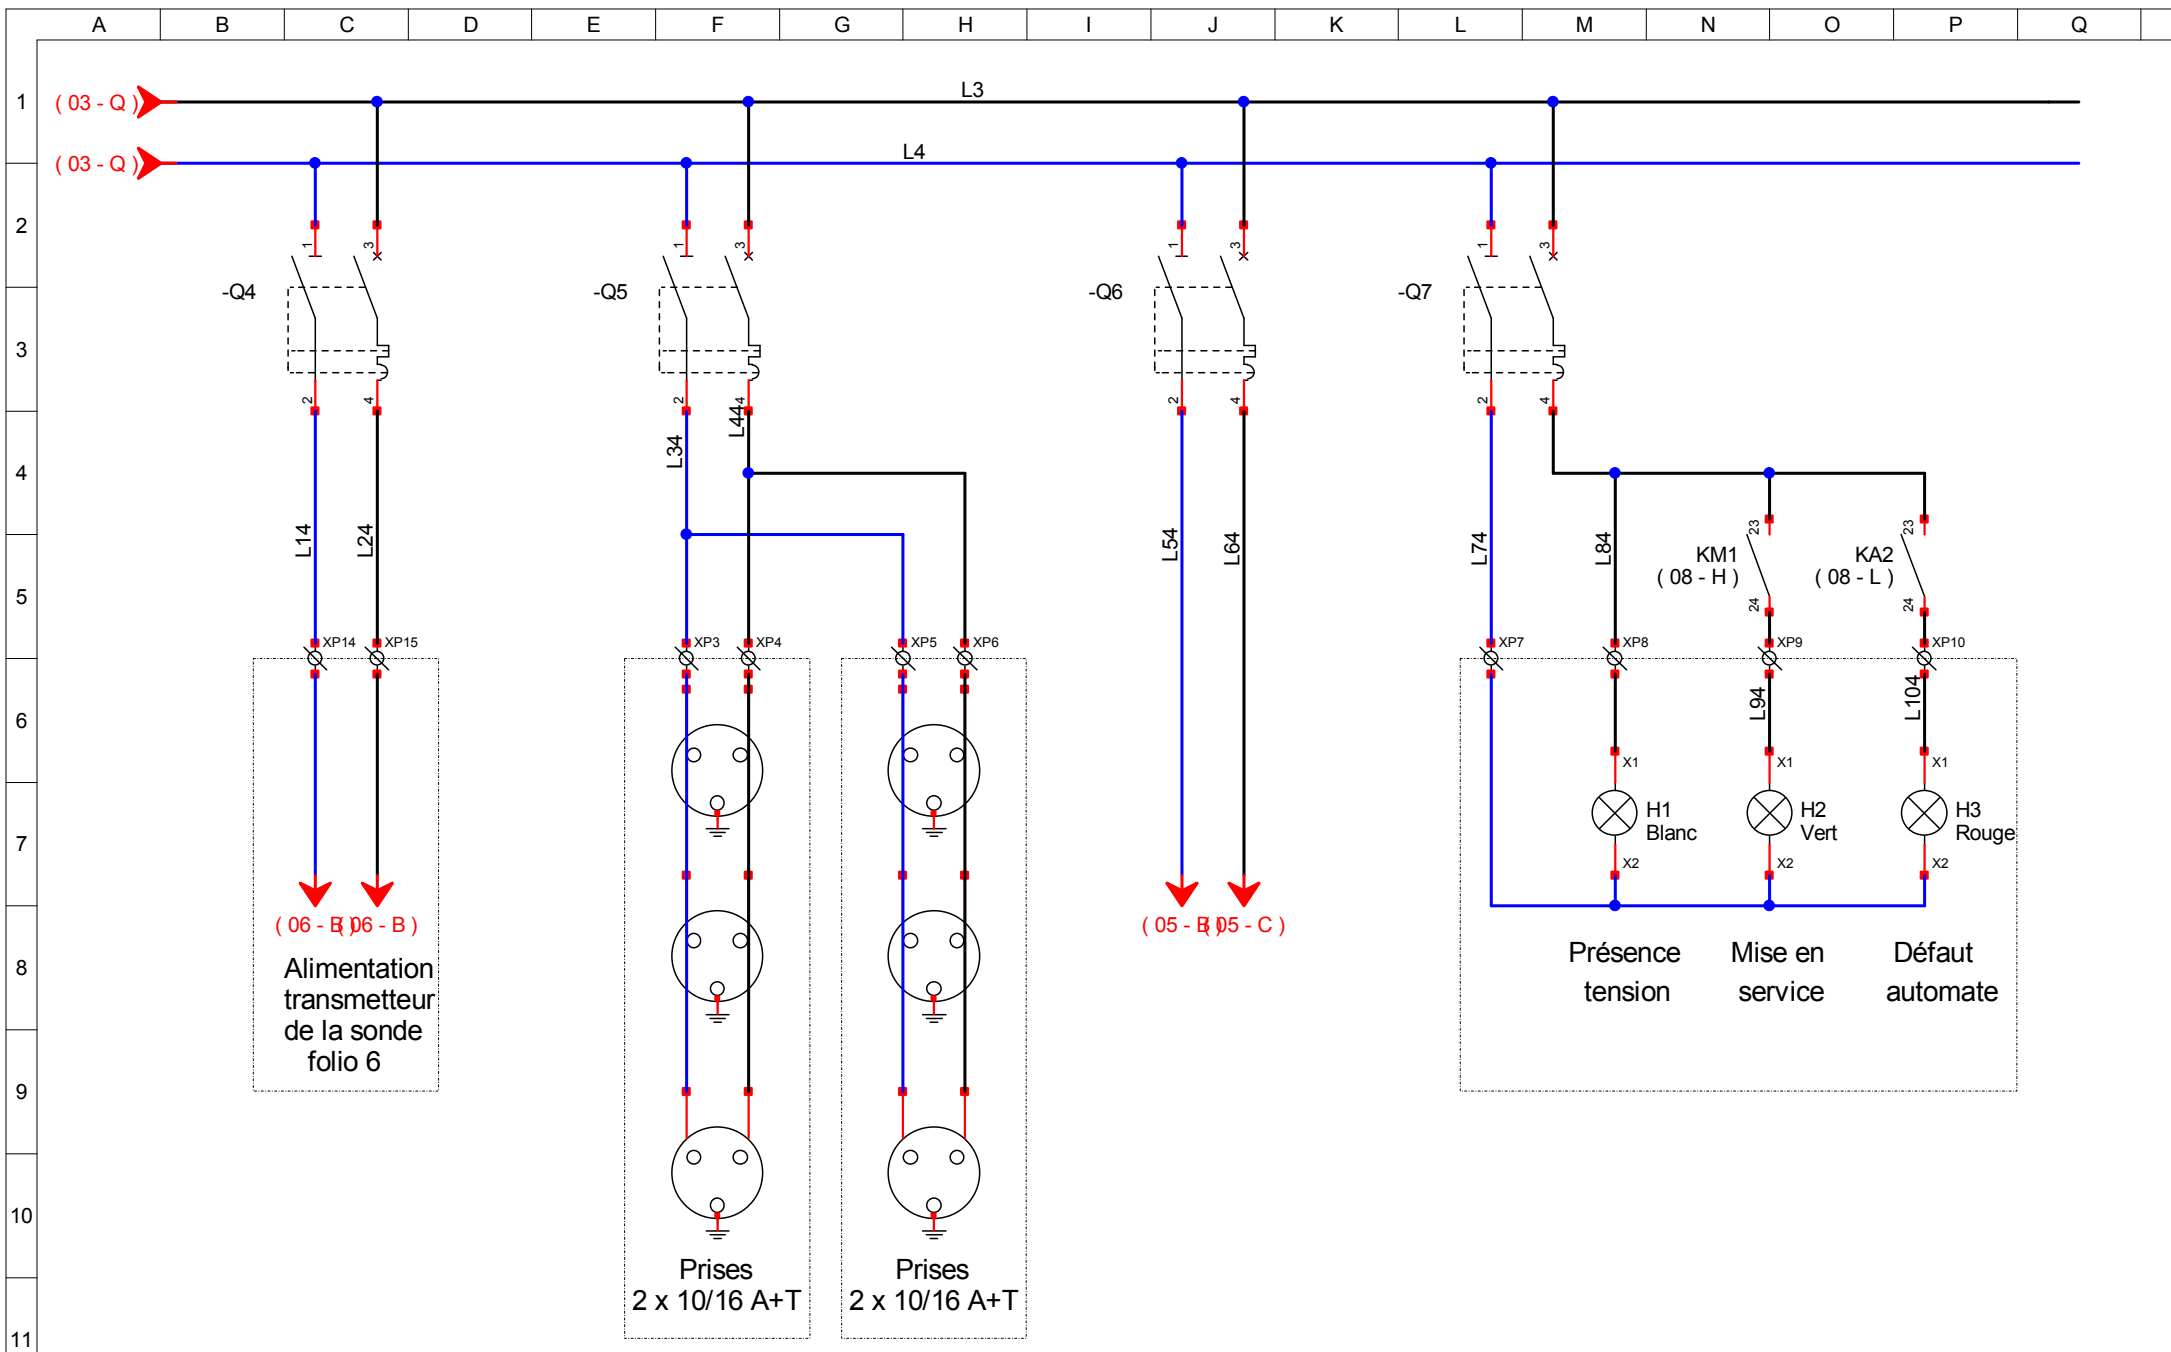 A B C D E F G H I J K L M N O P Q
1
2
3
4
5
6
7
8
9
10
11
( 03 - Q )
L3
( 03 - Q )
L4
1 3
1 3
1 3
1 3
-Q4
-Q5
-Q6
-Q7
2 4
2 4
2 4
2 4
L14
L24
L34
L44
L54
L64
L74
L84
23
KM1
( 08 - H )
24
23
KA2
( 08 - L )
24
XP14
XP15
XP3
XP4
XP5
XP6
XP7
XP8
XP9
XP10
L94
L104
X1
X1
X1
H1
Blanc
H2
Vert
H3
Rouge
X2
X2
X2
( 06 - B )
( 06 - B )
( 05 - B )
( 05 - C )
Alimentation
transmetteur
de la sonde
folio 6
Présence
tension
Mise en
service
Défaut
automate
Prises
2 x 10/16 A+T
Prises
2 x 10/16 A+T